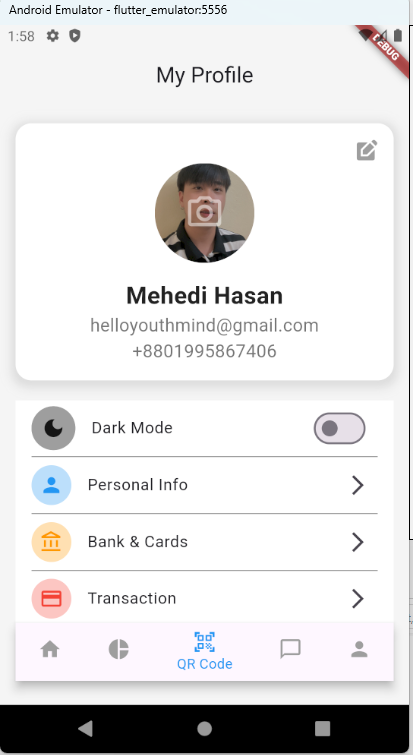 Android Emulator - flutter_emulator:5556
1:58
DEBUG
My Profile
Mehedi Hasan
helloyouthmind@gmail.com
+8801995867406
Dark Mode
Personal Info
Bank & Cards
Transaction
QR Code